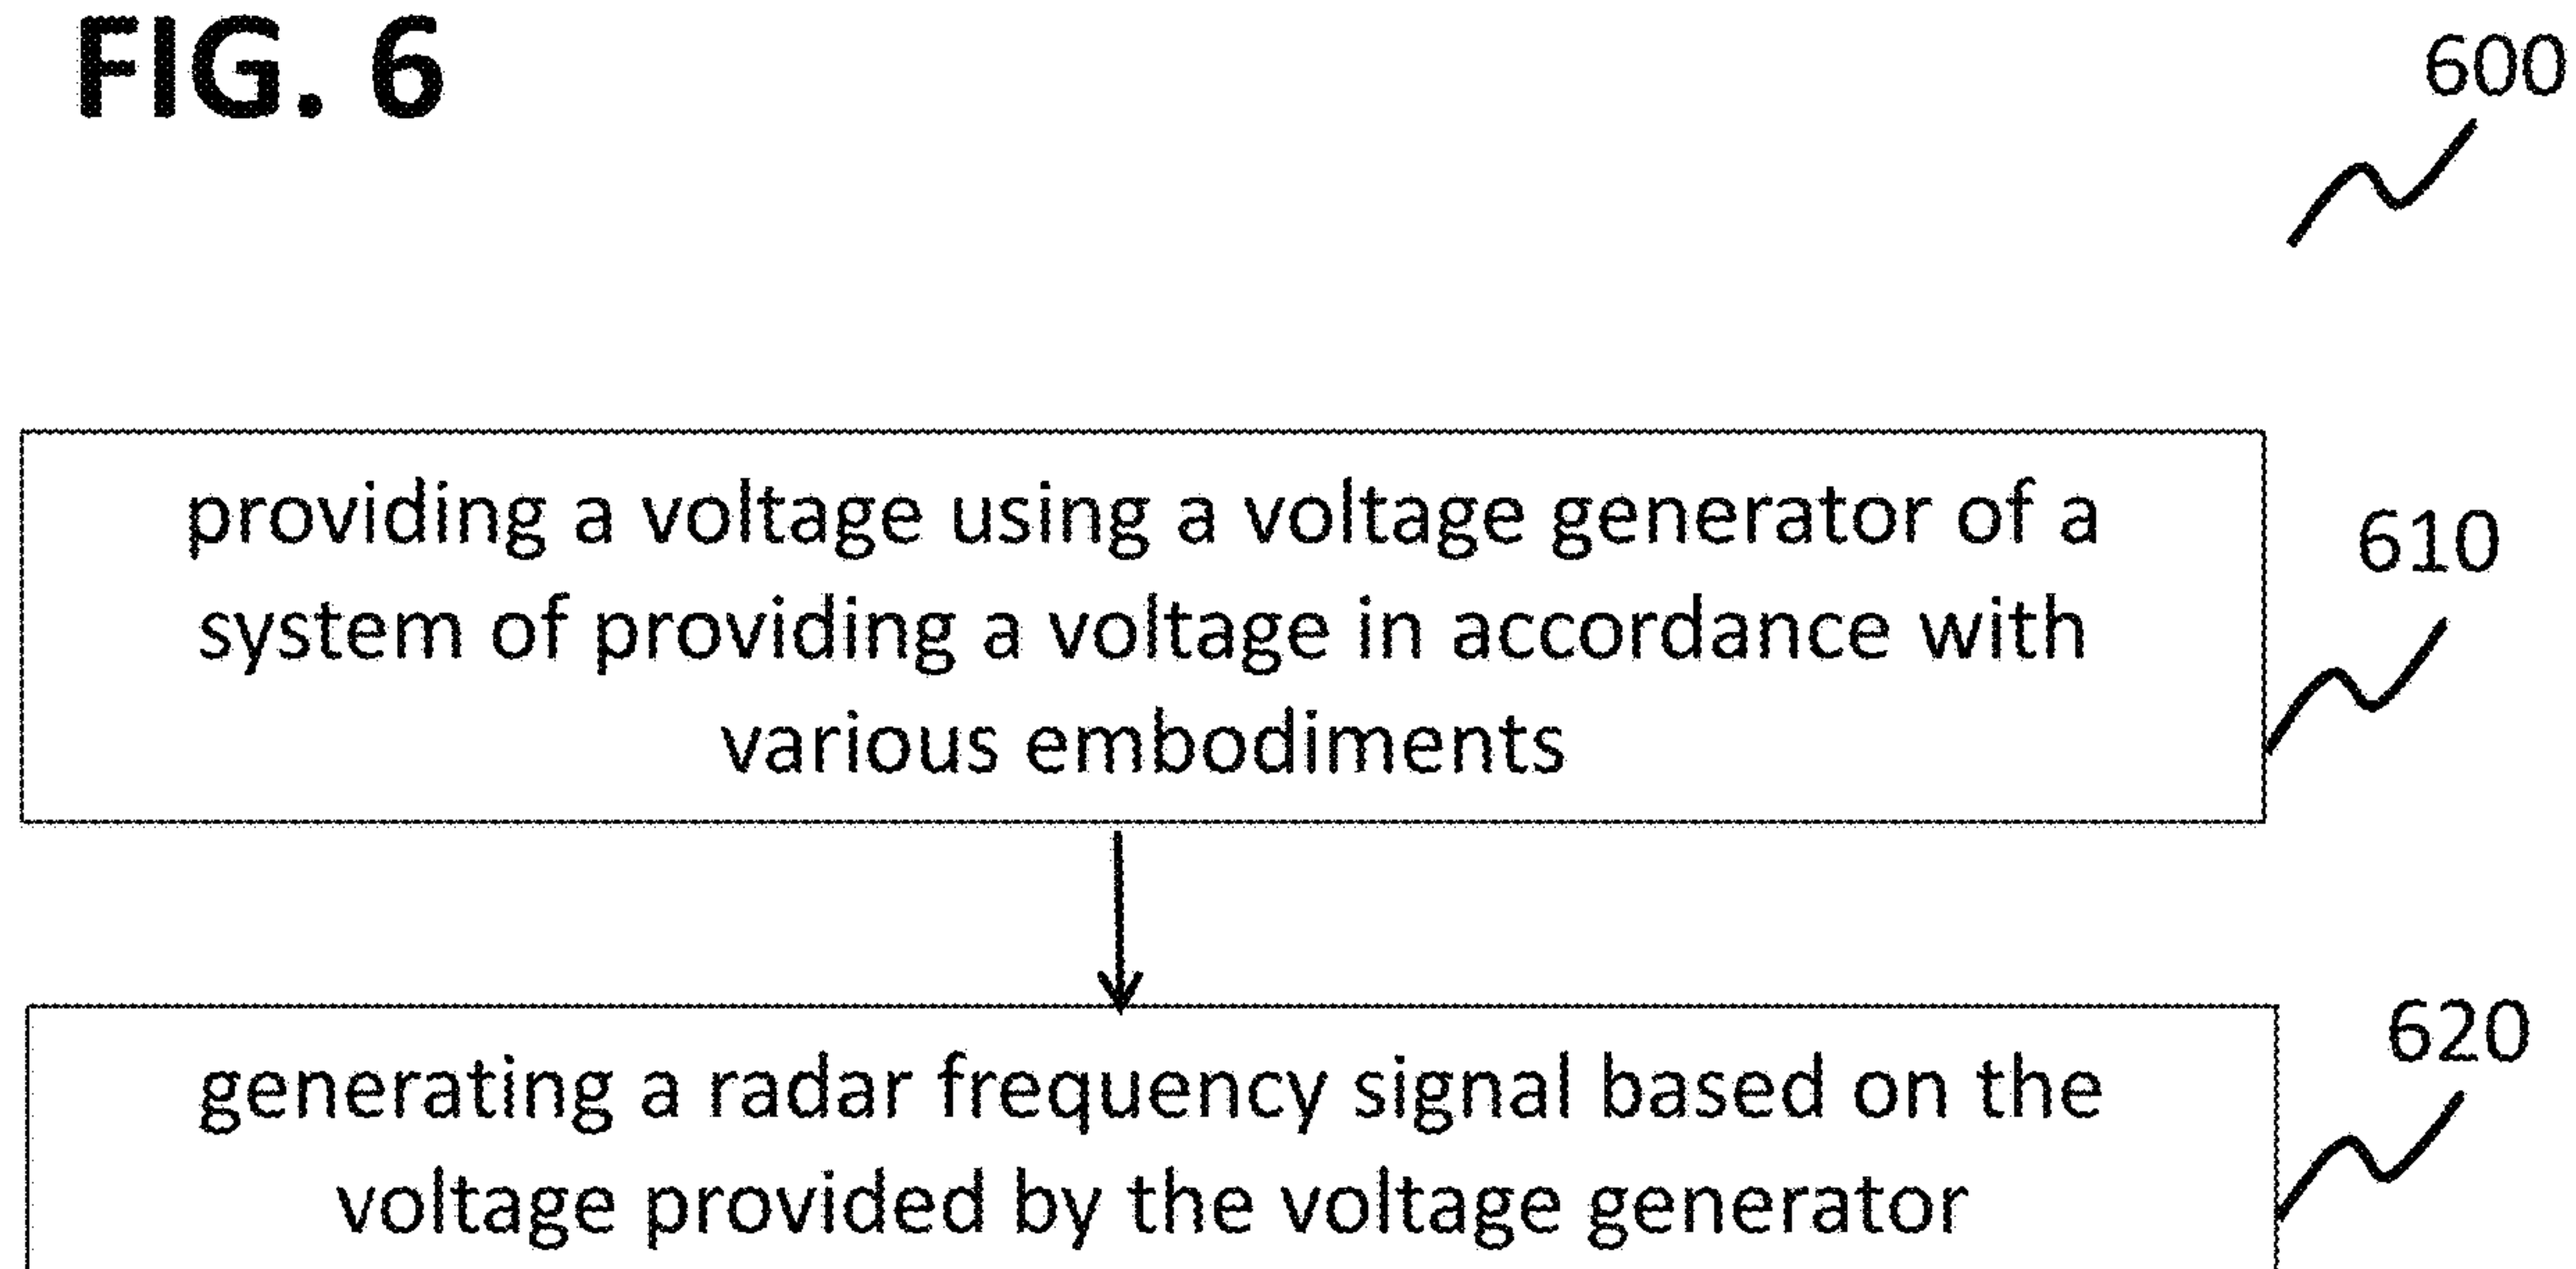 FIG. 6
600
providing a voltage using a voltage generator of a
system of providing a voltage in accordance with
various embodiments
610
generating a radar frequency signal based on the
voltage provided by the voltage generator
620